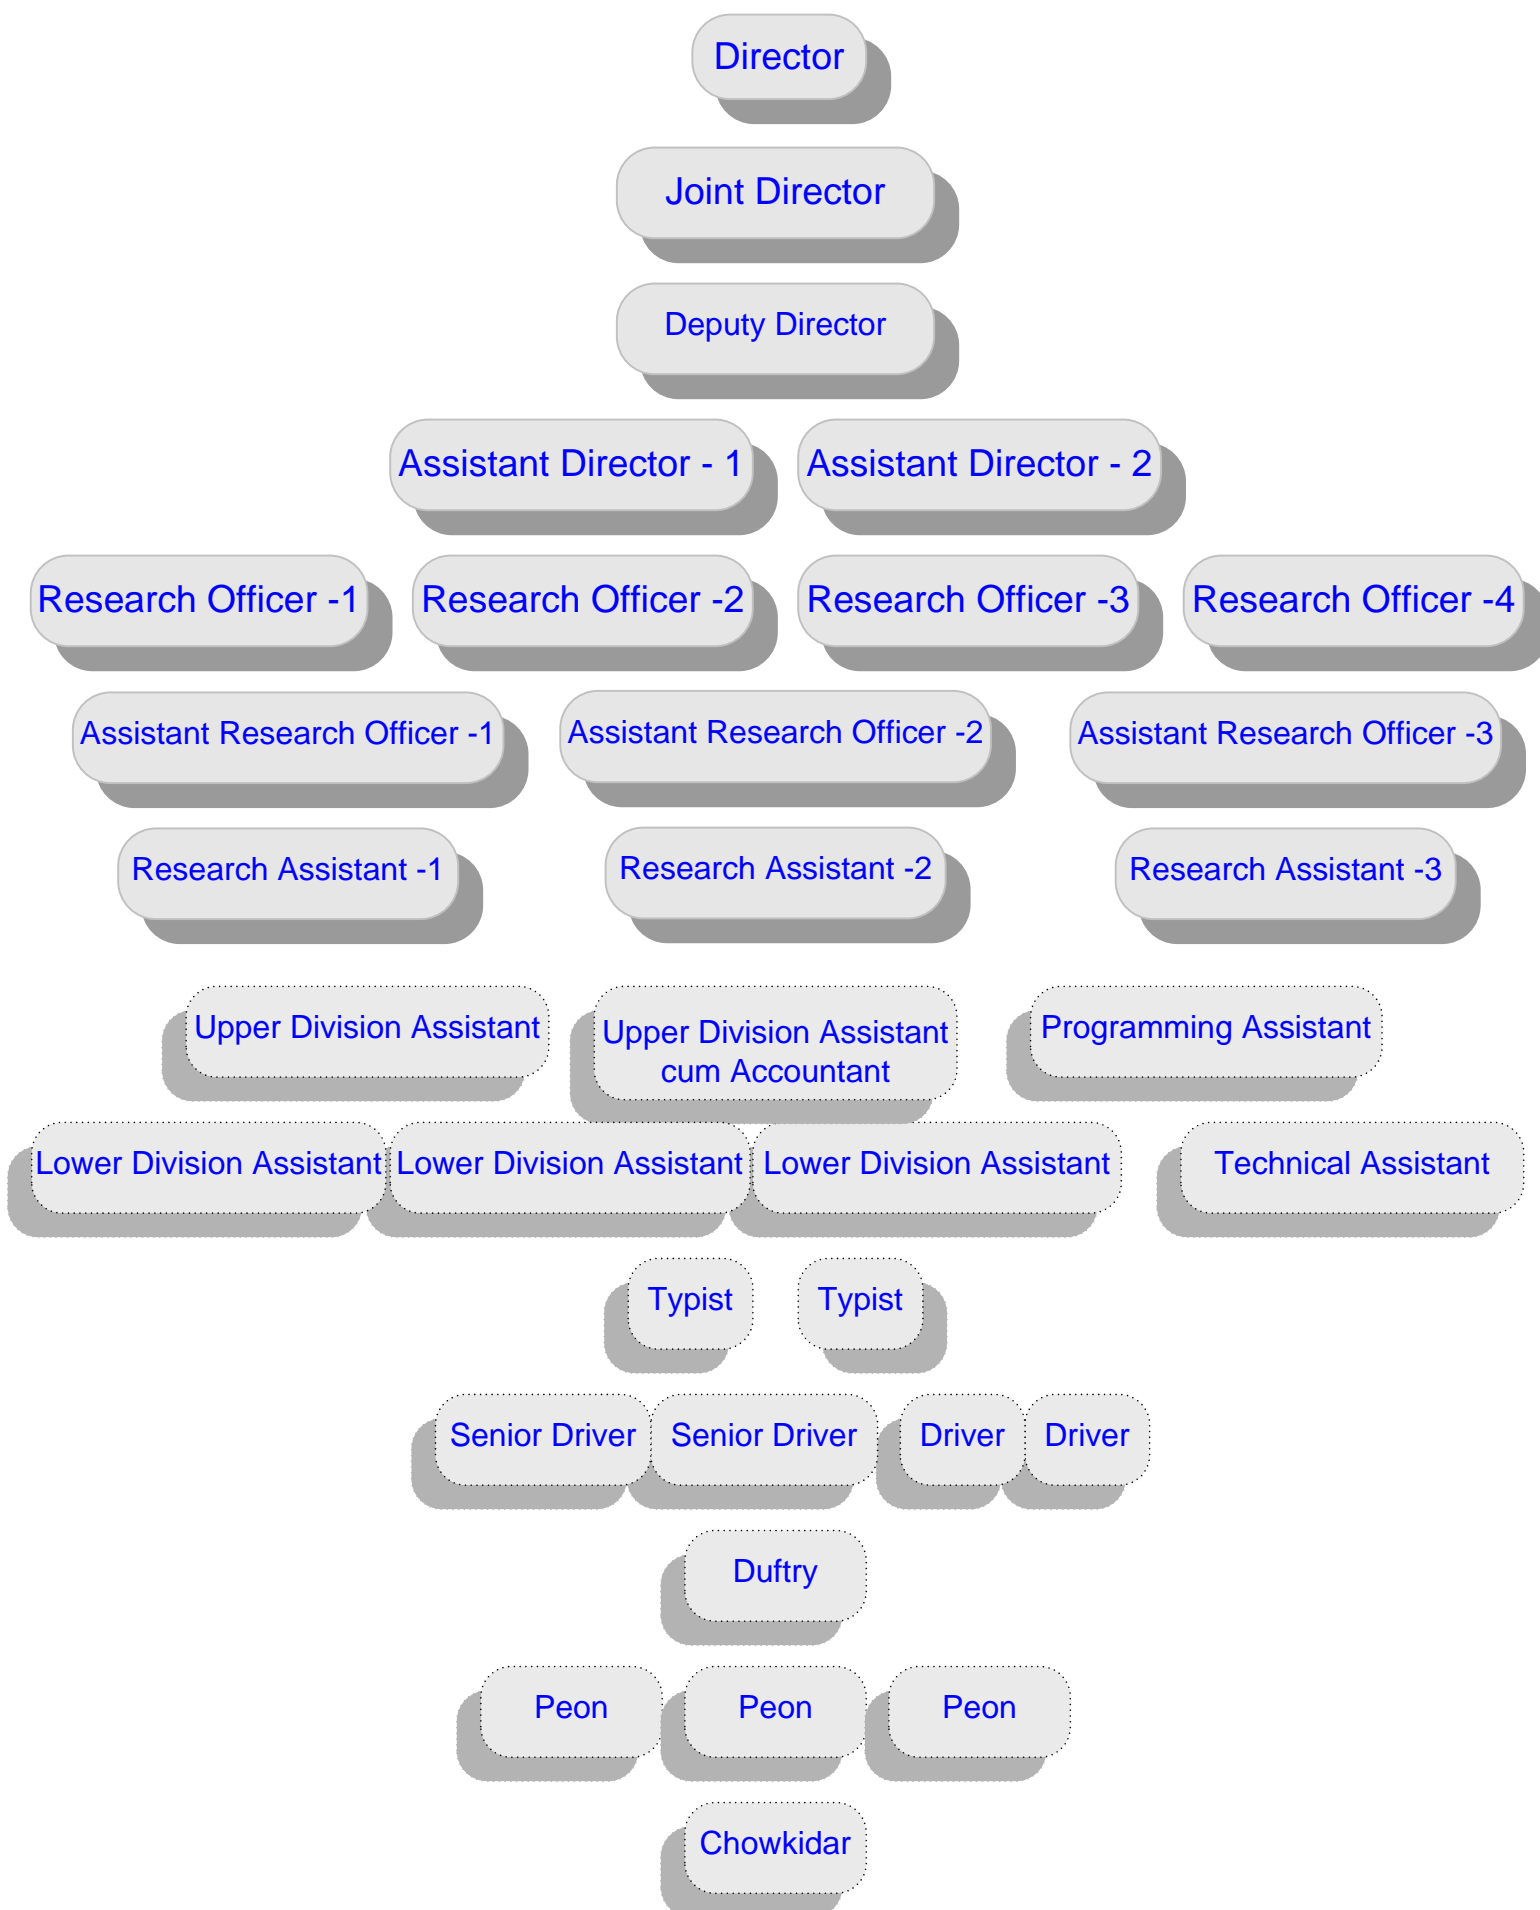 Director
Joint Director
Deputy Director
Assistant Director - 1
Assistant Director - 2
Research Officer -1
Research Officer -2
Research Officer -3
Research Officer -4
Assistant Research Officer -1
Assistant Research Officer -2
Assistant Research Officer -3
Research Assistant -1
Research Assistant -2
Research Assistant -3
Upper Division Assistant
Upper Division Assistant
cum Accountant
Programming Assistant
Lower Division Assistant
Lower Division Assistant
Lower Division Assistant
Technical Assistant
Typist
Typist
Senior Driver
Senior Driver
Driver
Driver
Duftry
Peon
Peon
Peon
Chowkidar